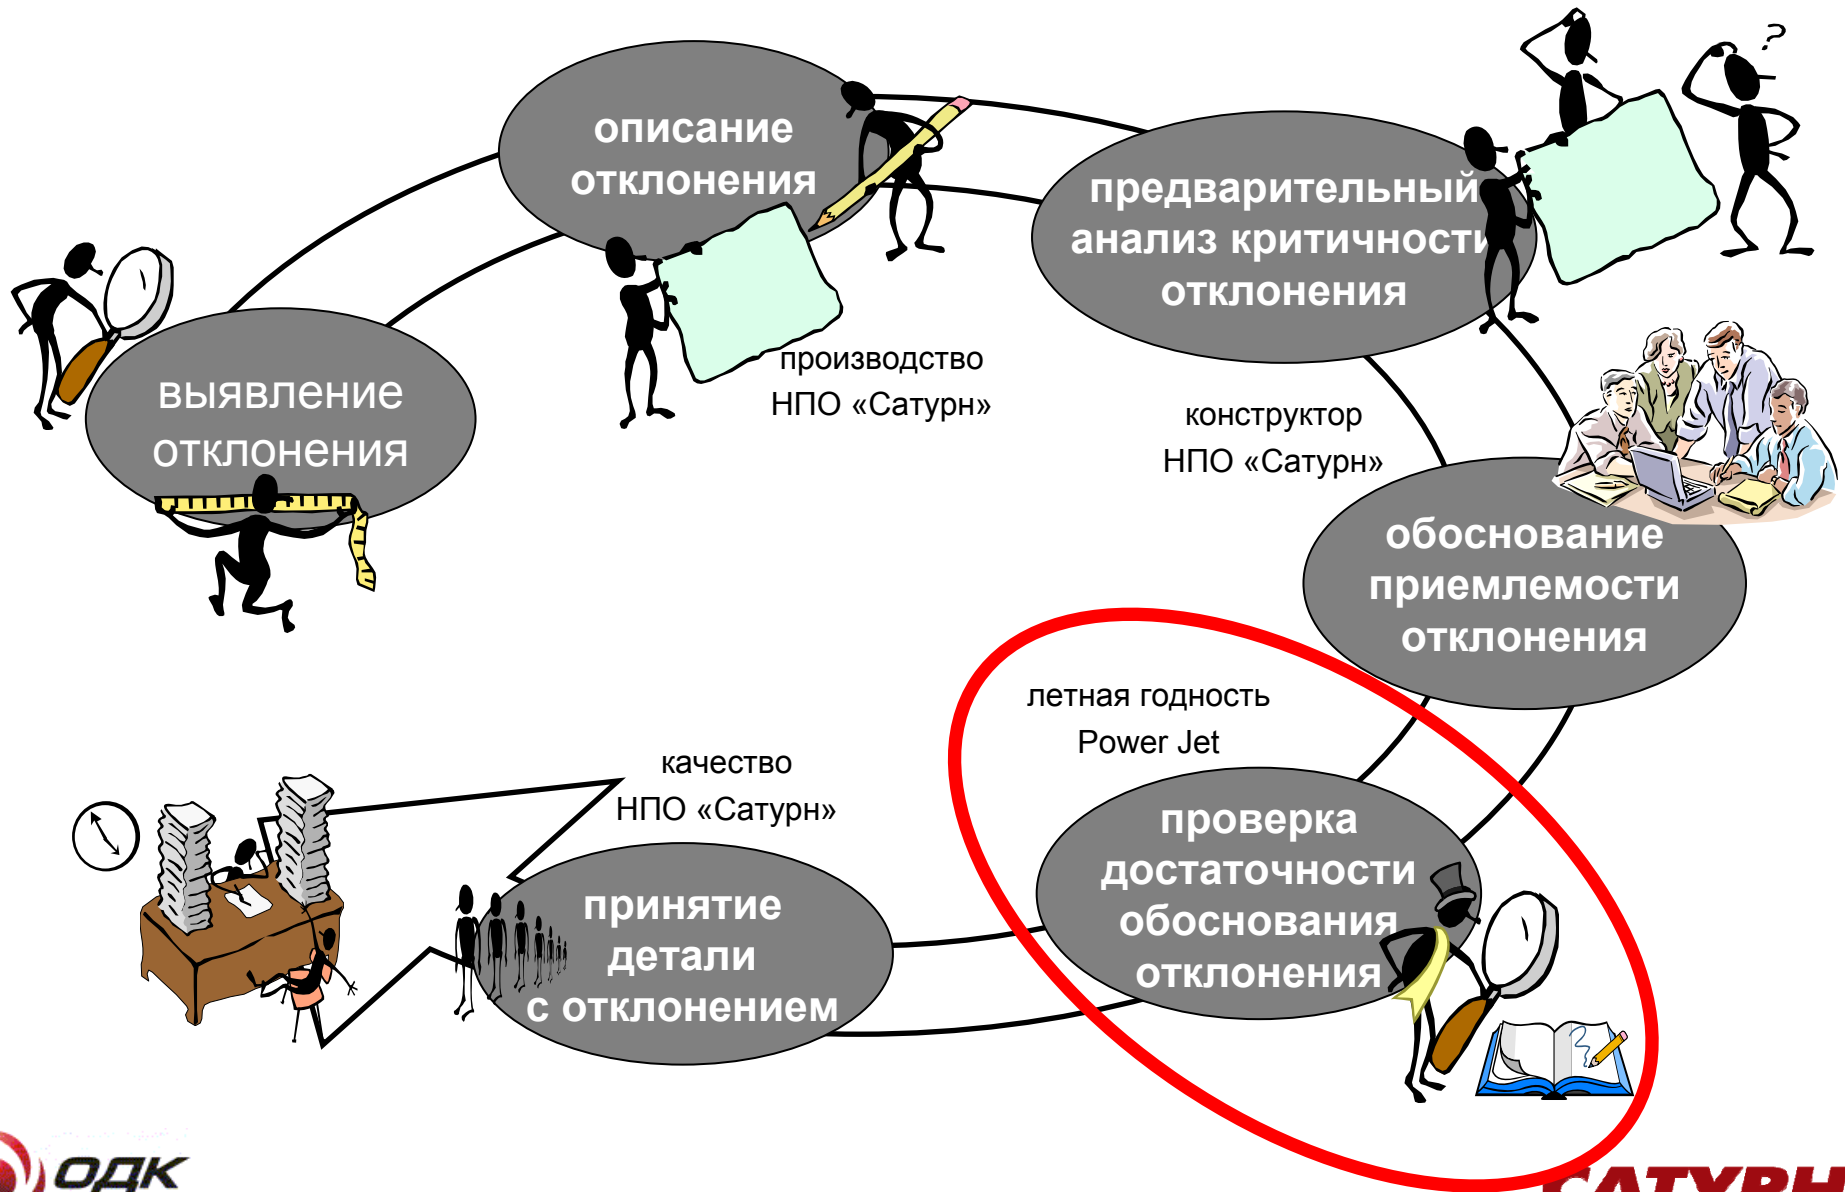 описание
отклонения
предварительный
анализ критичности
отклонения
выявление
отклонения
производство
НПО «Сатурн»
конструктор
НПО «Сатурн»
обоснование
приемлемости
отклонения
летная годность
Power Jet
проверка
достаточности
обоснования
отклонения
качество
НПО «Сатурн»
принятие
детали
с отклонением
?
ОДК
САТУРН